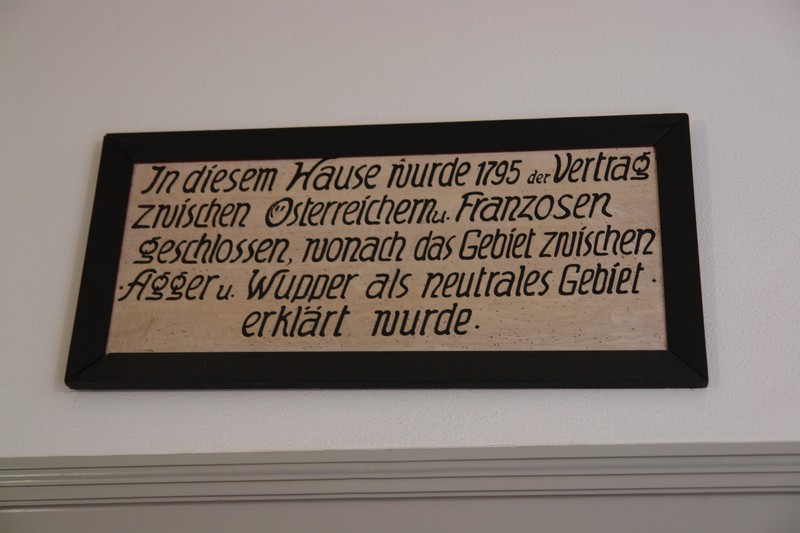 In diesem Hause wurde 1795 der Vertrag
zwischen Österreichern u. Franzosen
geschlossen, wonach das Gebiet zwischen
·Agger u. Wupper als neutrales Gebiet·
erklärt wurde.